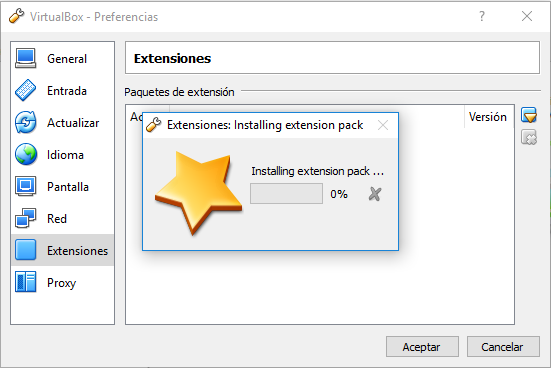 VirtualBox - Preferencias
?
General
Entrada
Actualizar
Idioma
Pantalla
Red
Extensiones
Proxy
Extensiones
Paquetes de extensión
Versión
Extensiones: Installing extension pack
Installing extension pack ...
0%
Aceptar
Cancelar